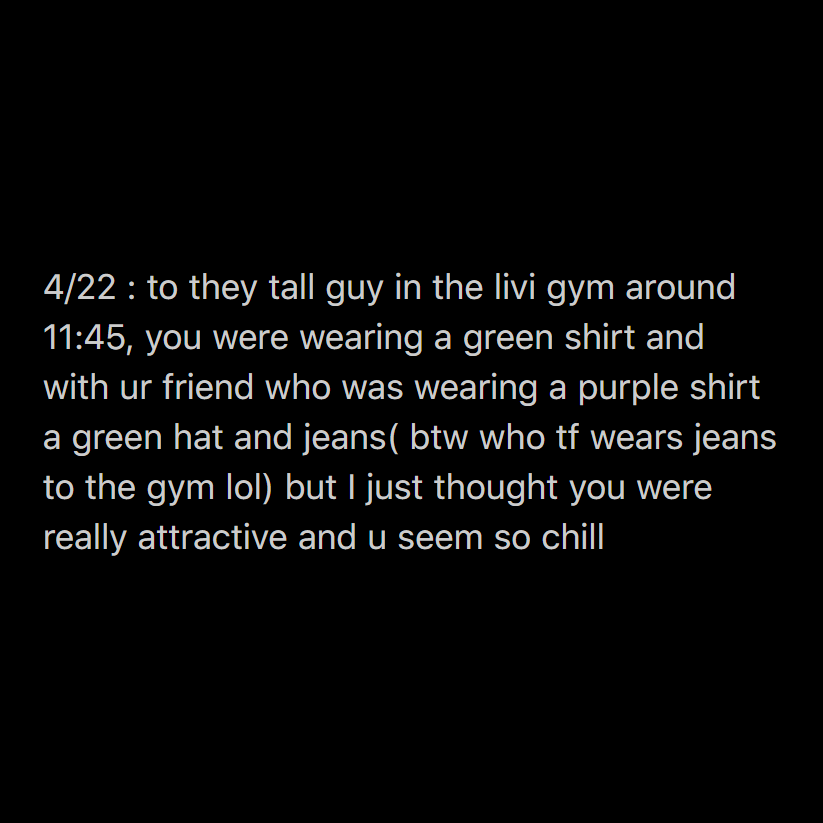 4/22 : to they tall guy in the livi gym around
11:45, you were wearing a green shirt and
with ur friend who was wearing a purple shirt
a green hat and jeans( btw who tf wears jeans
to the gym lol) but I just thought you were
really attractive and u seem so chill